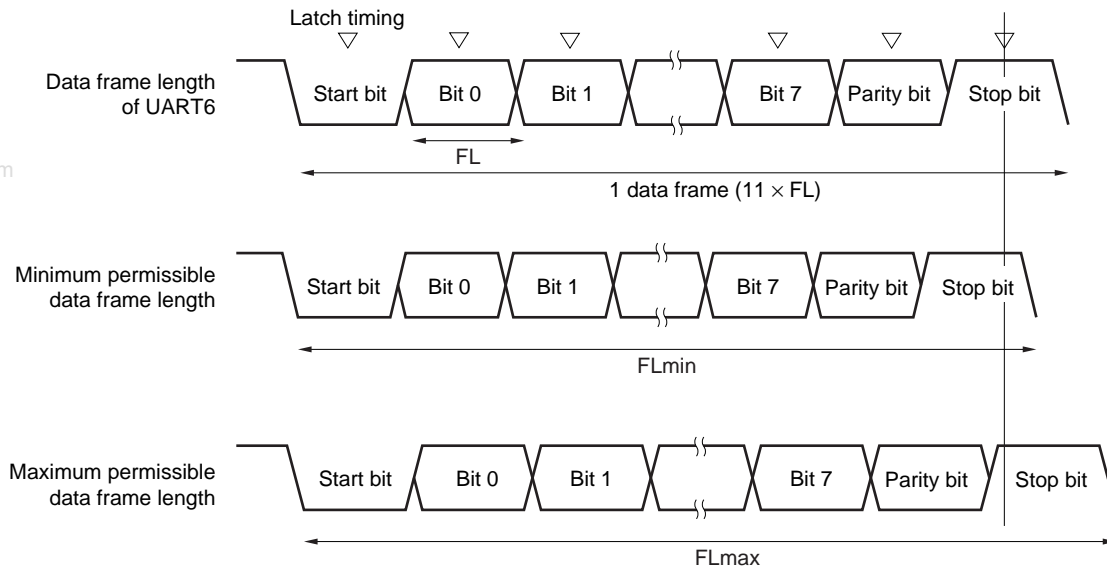 Latch timing
Data frame length
of UART6
Start bit Bit 0 Bit 1 Bit 7 Parity bit Stop bit
FL
m
1 data frame (11 × FL)
Minimum permissible
data frame length
Start bit Bit 0 Bit 1 Bit 7 Parity bit Stop bit
FLmin
Maximum permissible
data frame length
Start bit Bit 0 Bit 1 Bit 7 Parity bit Stop bit
FLmax